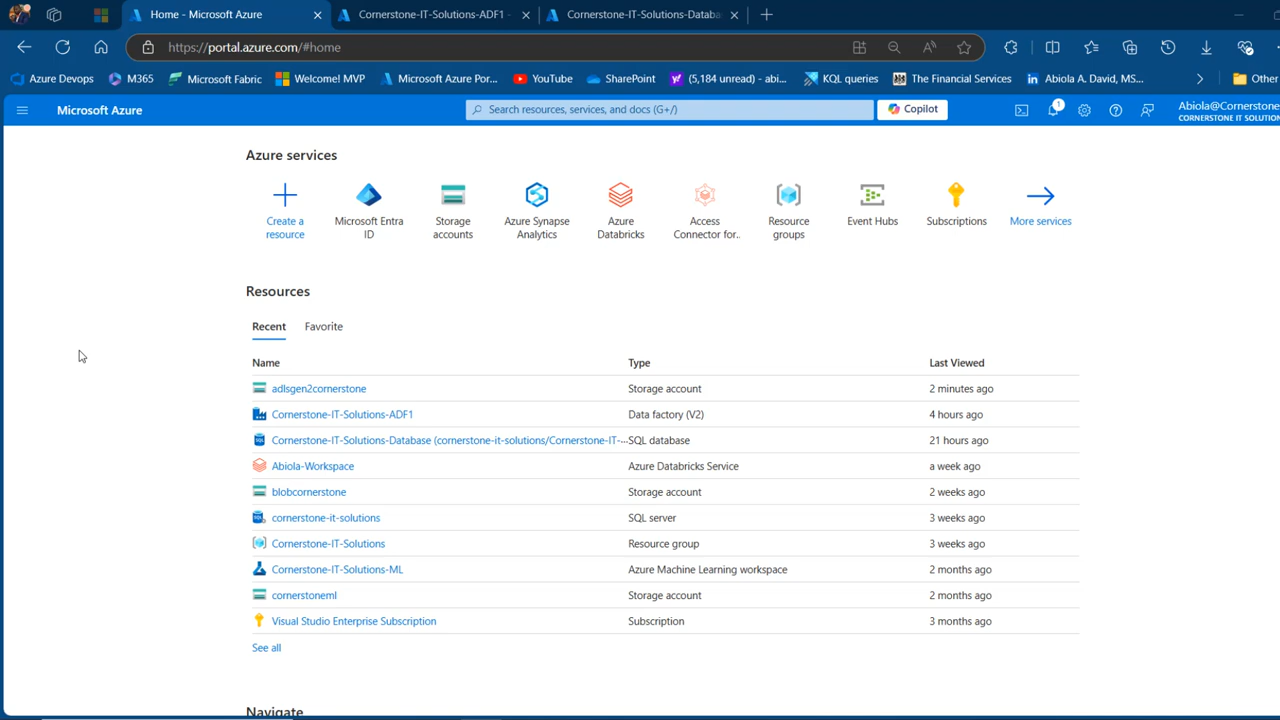 Home - Microsoft Azure
Cornerstone-IT-Solutions-ADF1 -
Cornerstone-IT-Solutions-Databa
https://portal.azure.com/#home
Azure Devops
M365
Microsoft Fabric
Welcome! MVP
Microsoft Azure Por...
YouTube
SharePoint
(5,184 unread) - abi...
KQL queries
The Financial Services
Abiola A. David, MS...
Other
Microsoft Azure
Search resources, services, and docs (G+/)
Copilot
1
Abiola@Cornerstone
CORNERSTONE IT SOLUTION
Azure services
Create a resource
Microsoft Entra ID
Storage accounts
Azure Synapse Analytics
Azure Databricks
Access Connector for...
Resource groups
Event Hubs
Subscriptions
More services
Resources
Recent
Favorite
Name Type Last Viewed
adlsgen2cornerstone Storage account 2 minutes ago
Cornerstone-IT-Solutions-ADF1 Data factory (V2) 4 hours ago
Cornerstone-IT-Solutions-Database (cornerstone-it-solutions/Cornerstone-IT-... SQL database 21 hours ago
Abiola-Workspace Azure Databricks Service a week ago
blobcornerstone Storage account 2 weeks ago
cornerstone-it-solutions SQL server 3 weeks ago
Cornerstone-IT-Solutions Resource group 3 weeks ago
Cornerstone-IT-Solutions-ML Azure Machine Learning workspace 2 months ago
cornerstoneml Storage account 2 months ago
Visual Studio Enterprise Subscription Subscription 3 months ago
See all
Navigate